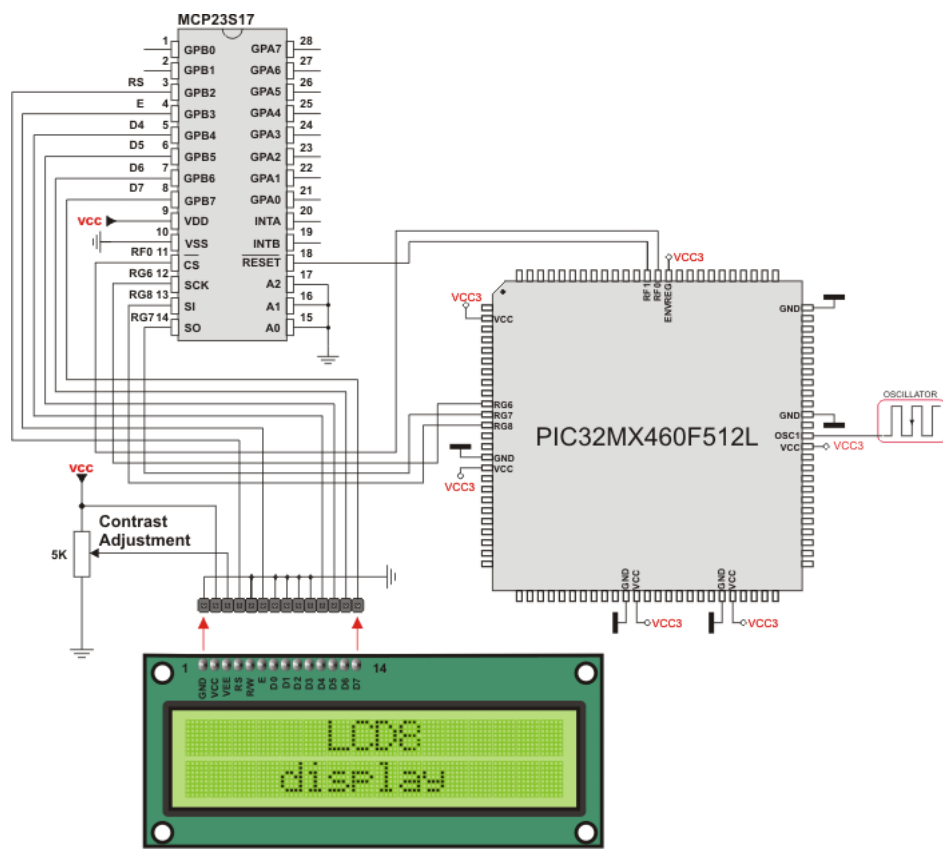 MCP23S17
1 GPB0 GPA7 28
2 GPB1 GPA6 27
RS 3 GPB2 GPA5 26
E 4 GPB3 GPA4 25
D4 5 GPB4 GPA3 24
D5 6 GPB5 GPA2 23
D6 7 GPB6 GPA1 22
D7 8 GPB7 GPA0 21
vcc 9 VDD INTA 20
10 VSS INTB 19
RF0 11 CS RESET 18
RG6 12 SCK A2 17
RG8 13 SI A1 16
RG7 14 SO A0 15
VCC3
RF1
RF0
ENVREG
VCC3
VCC
GND
RG6
RG7
RG8
GND
VCC
VCC3
PIC32MX460F512L
GND
OSC1
VCC
VCC3
OSCILLATOR
GND
VCC
VCC3
GND
VCC
VCC3
vcc
Contrast
Adjustment
5K
1 14
GND
VCC
VEE
RS
R/W
E
D0
D1
D2
D3
D4
D5
D6
D7
LCD8
display